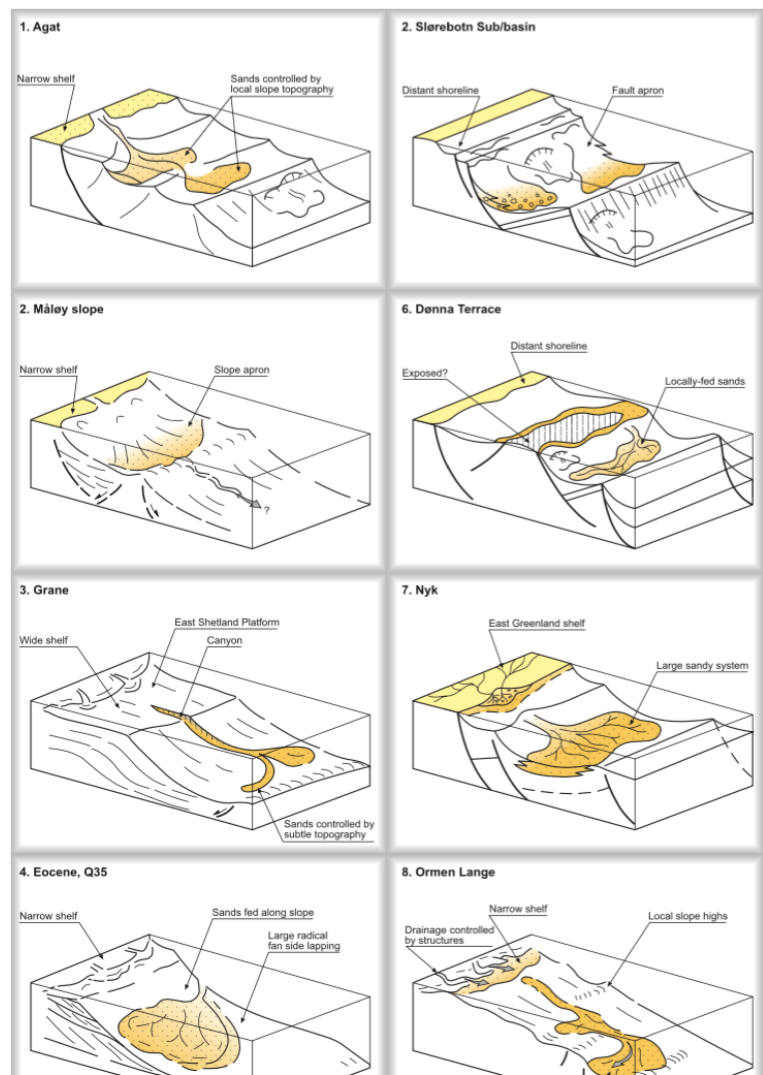 1. Agat
Narrow shelf
Sands controlled by
local slope topography
2. Slørebotn Sub/basin
Distant shoreline
Fault apron
2. Måløy slope
Narrow shelf
Slope apron
?
6. Dønna Terrace
Distant shoreline
Exposed?
Locally-fed sands
3. Grane
East Shetland Platform
Wide shelf
Canyon
Sands controlled by
subtle topography
7. Nyk
East Greenland shelf
Large sandy system
4. Eocene, Q35
Narrow shelf
Sands fed along slope
Large radical
fan side lapping
8. Ormen Lange
Narrow shelf
Drainage controlled
by structures
Local slope highs